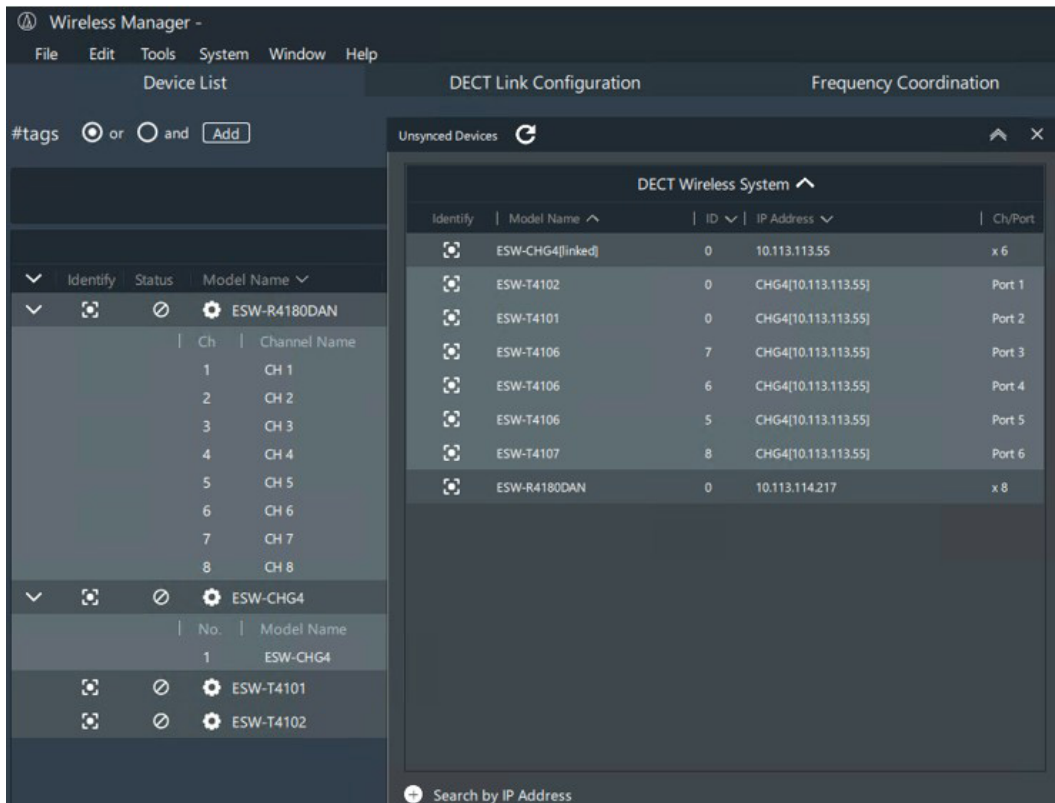 Wireless Manager -
File Edit Tools System Window Help
Device List DECT Link Configuration Frequency Coordination
#tags or and Add
Unsynced Devices
DECT Wireless System
Identify Model Name ID IP Address Ch/Port
ESW-CHG4[linked] 0 10.113.113.55 x 6
ESW-T4102 0 CHG4[10.113.113.55] Port 1
ESW-T4101 0 CHG4[10.113.113.55] Port 2
ESW-T4106 7 CHG4[10.113.113.55] Port 3
ESW-T4106 6 CHG4[10.113.113.55] Port 4
ESW-T4106 5 CHG4[10.113.113.55] Port 5
ESW-T4107 8 CHG4[10.113.113.55] Port 6
ESW-R4180DAN 0 10.113.114.217 x 8
Search by IP Address
Identify Status Model Name
ESW-R4180DAN
Ch Channel Name
1 CH 1
2 CH 2
3 CH 3
4 CH 4
5 CH 5
6 CH 6
7 CH 7
8 CH 8
ESW-CHG4
No. Model Name
1 ESW-CHG4
ESW-T4101
ESW-T4102